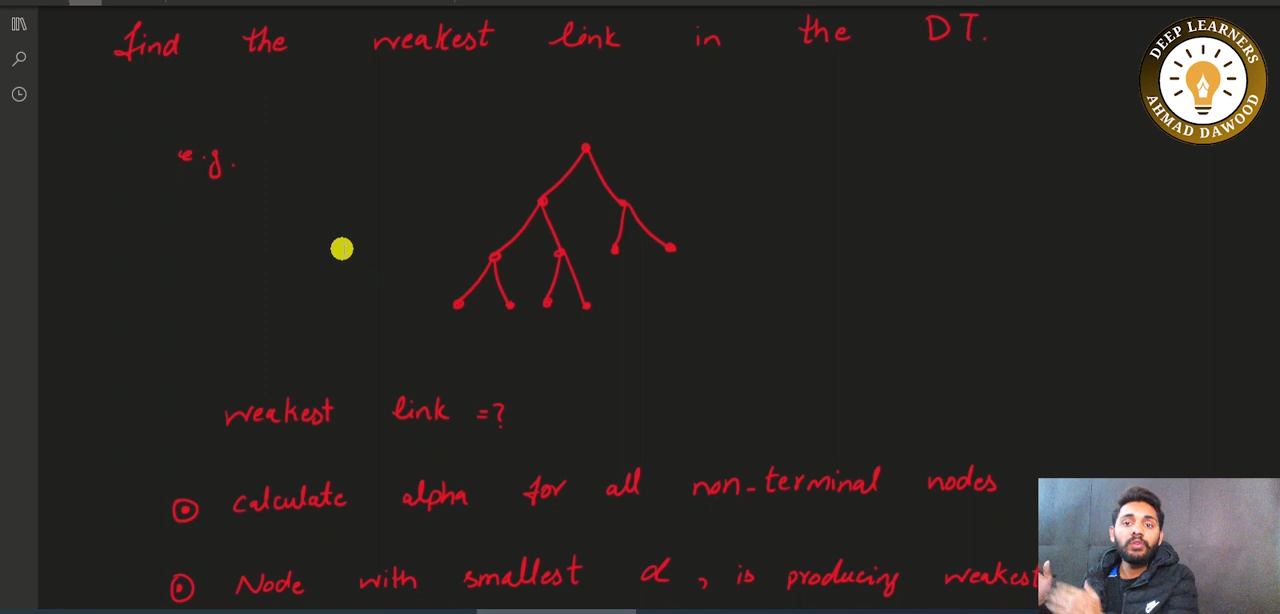 find the weakest link in the DT.
DEEP LEARNERS
AHMAD DAWOOD
e.g.
weakest link =?
calculate alpha for all non-terminal nodes
Node with smallest α, is producing weakest